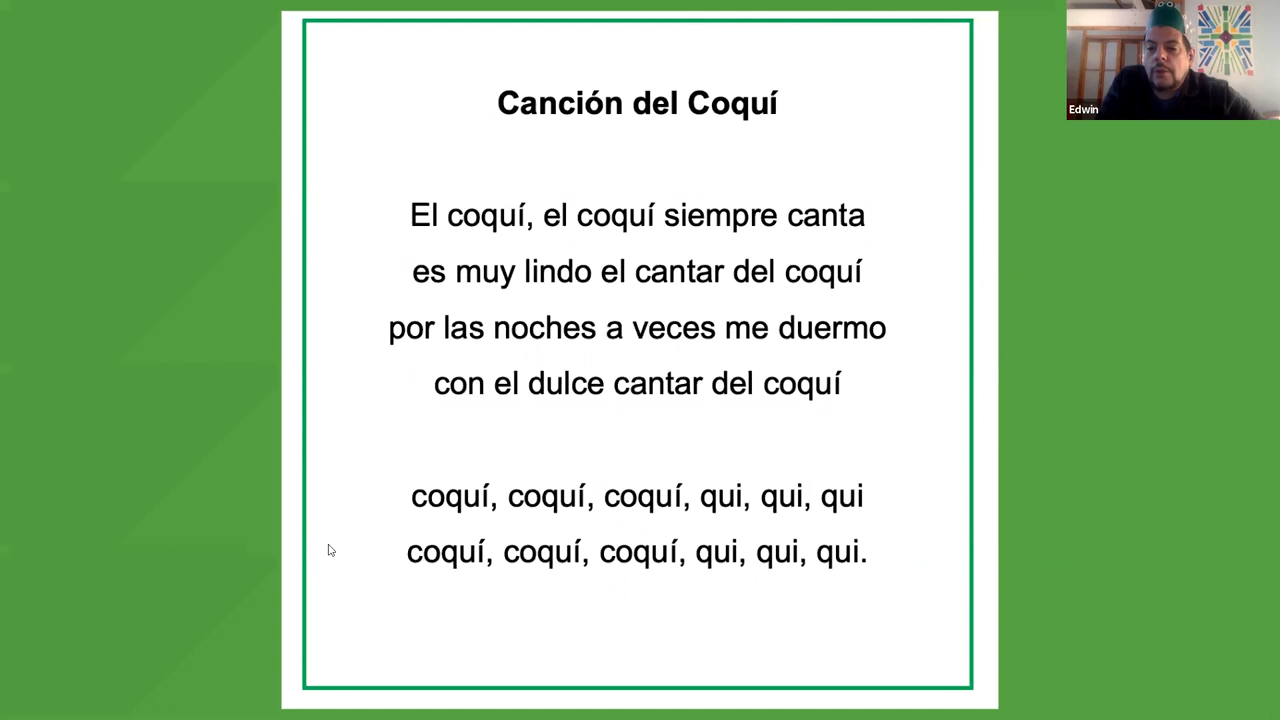 Canción del Coquí
El coquí, el coquí siempre canta
es muy lindo el cantar del coquí
por las noches a veces me duermo
con el dulce cantar del coquí
coquí, coquí, coquí, qui, qui, qui
coquí, coquí, coquí, qui, qui, qui.
Edwin